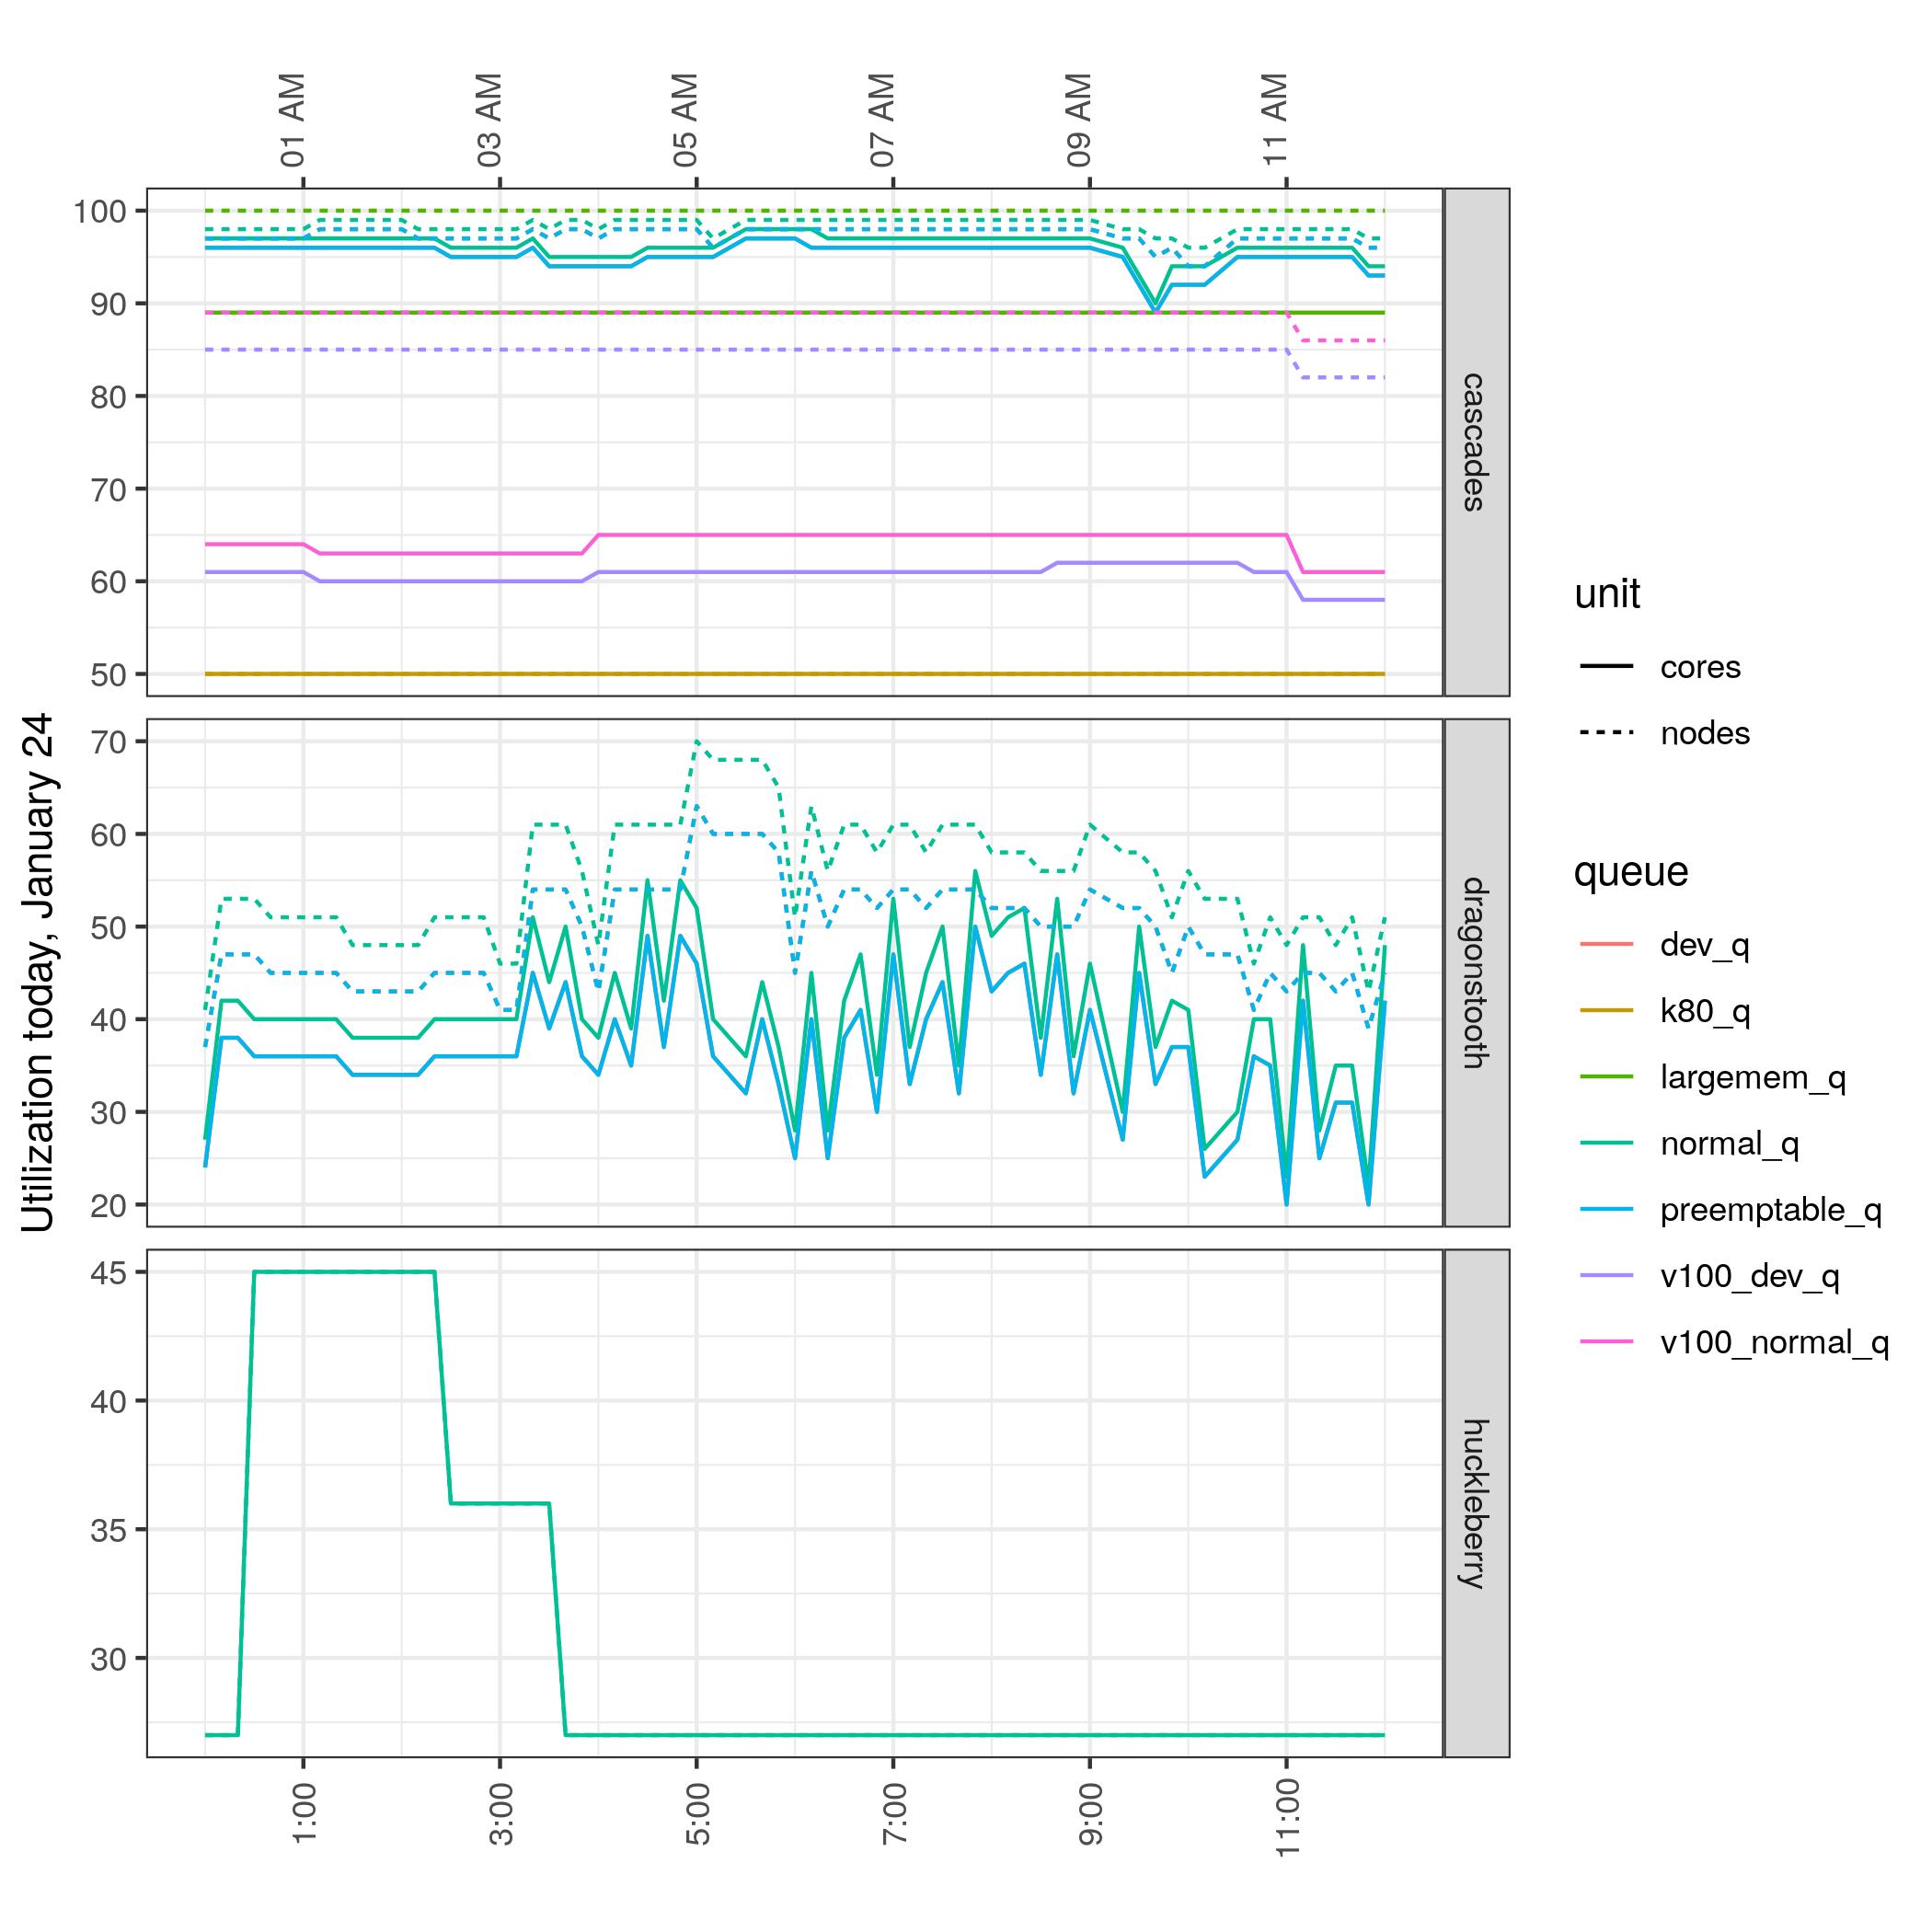 01 AM
03 AM
05 AM
07 AM
09 AM
11 AM
100
90
80
70
60
50
cascades
Utilization today, January 24
70
60
50
40
30
20
dragonstooth
45
40
35
30
huckleberry
1:00
3:00
5:00
7:00
9:00
11:00
unit
cores
nodes
queue
dev_q
k80_q
largemem_q
normal_q
preemptable_q
v100_dev_q
v100_normal_q